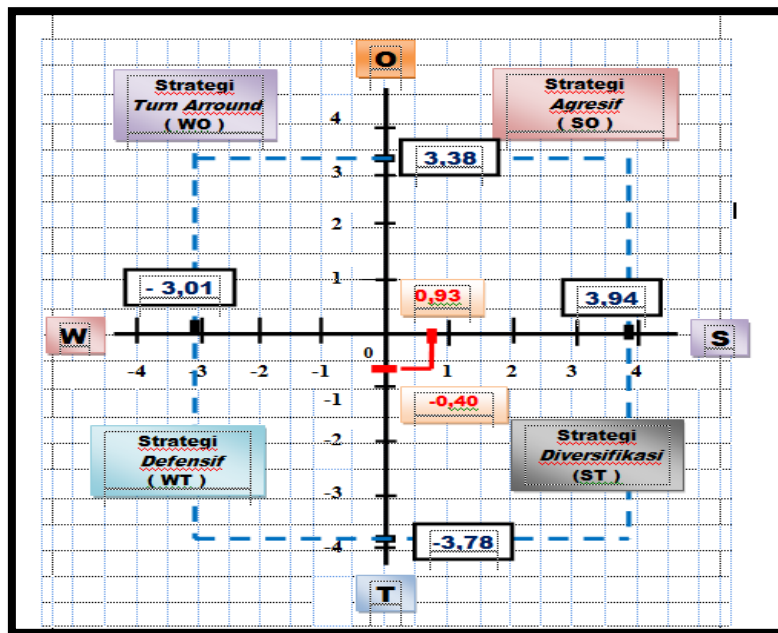 O
Strategi
Turn Arround
( WO )
Strategi
Agresif
( SO )
4
3,38
3
2
1
- 3,01
0,93
3,94
W
S
0
-4
-3
-2
-1
1
2
3
4
-1
-0,40
Strategi
Defensif
( WT )
-2
Strategi
Diversifikasi
(ST )
-3
-3,78
-4
T